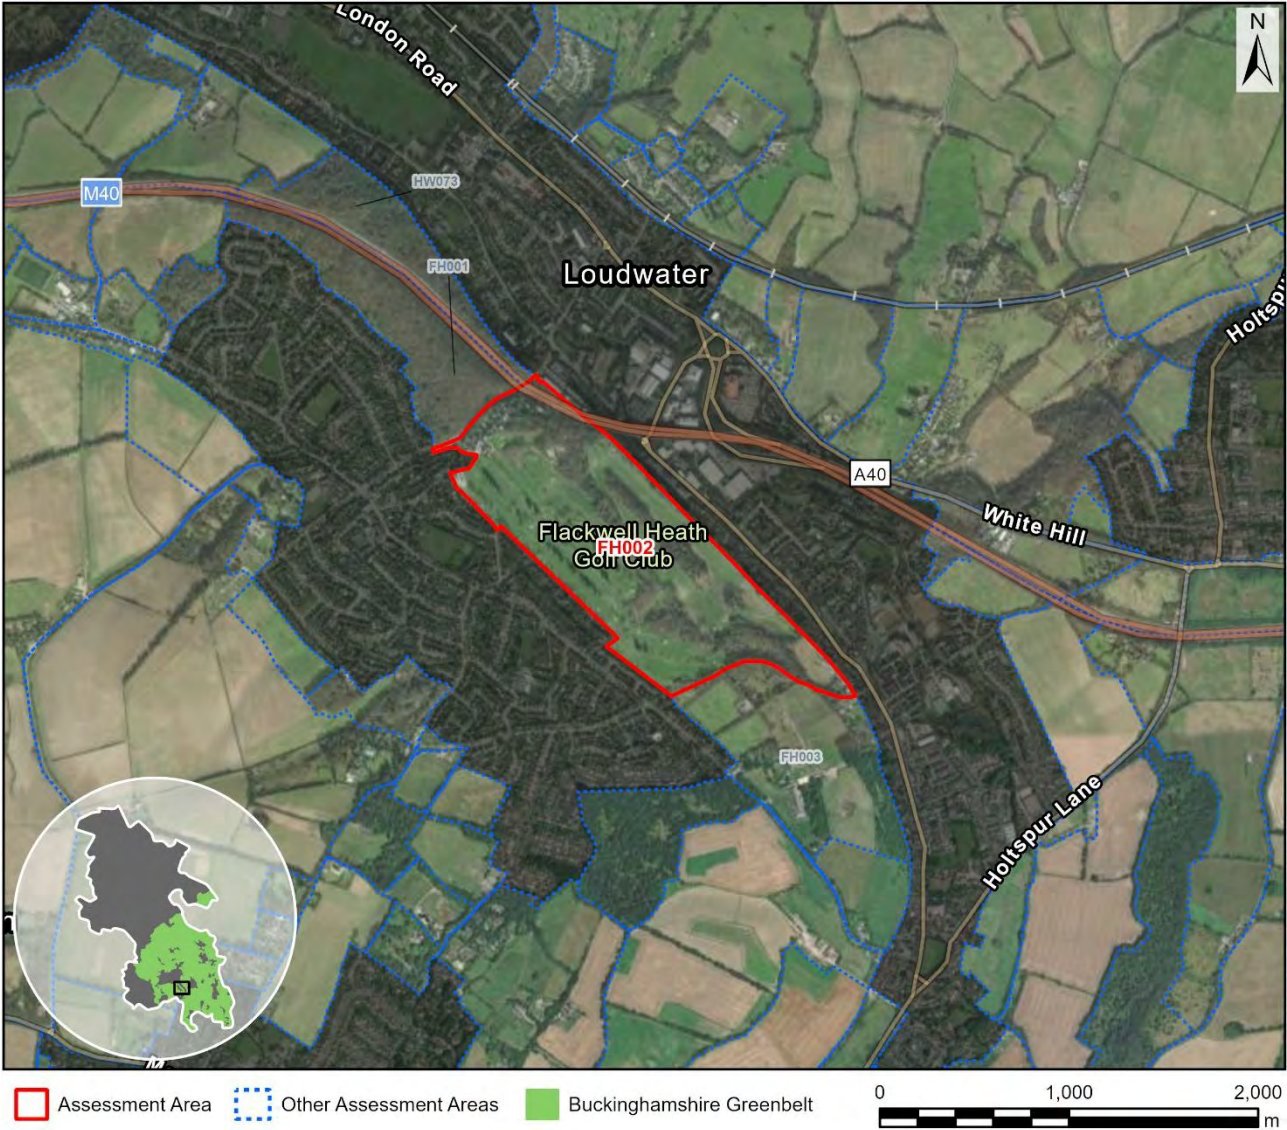 London Road
N
M40
HW073
FH001
Loudwater
Holtspu
A40
White Hill
Flackwell Heath
FH002
Golf Club
FH003
Holtspur Lane
Assessment Area
Other Assessment Areas
Buckinghamshire Greenbelt
0 1,000 2,000
m